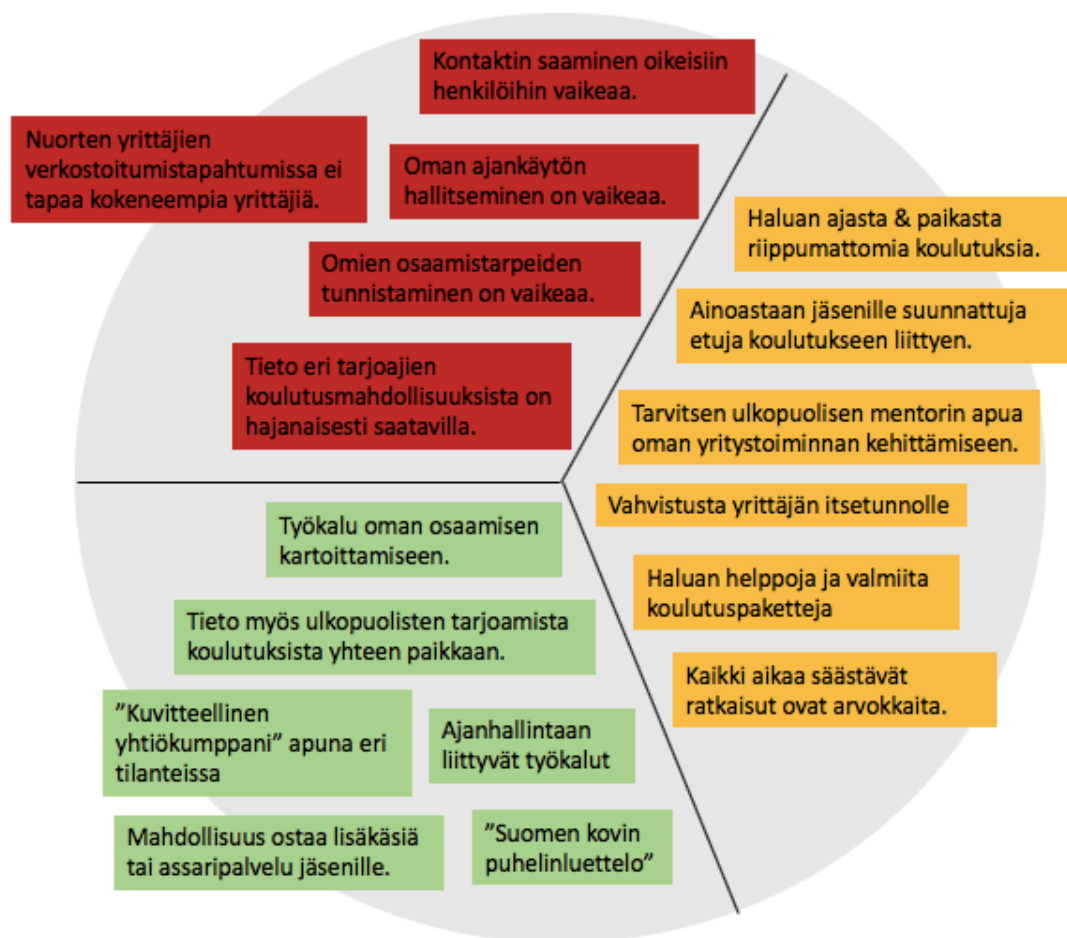 Kontaktin saaminen oikeisiin
henkilöihin vaikeaa.
Nuorten yrittäjien
verkostoitumistapahtumissa ei
tapaa kokeneempia yrittäjiä.
Oman ajankäytön
hallitseminen on vaikeaa.
Omien osaamistarpeiden
tunnistaminen on vaikeaa.
Tieto eri tarjoajien
koulutusmahdollisuuksista on
hajanaisesti saatavilla.
Haluan ajasta & paikasta
riippumattomia koulutuksia.
Ainoastaan jäsenille suunnattuja
etuja koulutukseen liittyen.
Tarvitsen ulkopuolisen mentorin apua
oman yritystoiminnan kehittämiseen.
Vahvistusta yrittäjän itsetunnolle
Haluan helppoja ja valmiita
koulutuspaketteja
Kaikki aikaa säästävät
ratkaisut ovat arvokkaita.
Työkalu oman osaamisen
kartoittamiseen.
Tieto myös ulkopuolisten tarjoamista
koulutuksista yhteen paikkaan.
”Kuvitteellinen
yhtiökumppani” apuna eri
tilanteissa
Ajanhallintaan
liittyvät työkalut
Mahdollisuus ostaa lisäkäsiä
tai assaripalvelu jäsenille.
”Suomen kovin
puhelinluettelo”